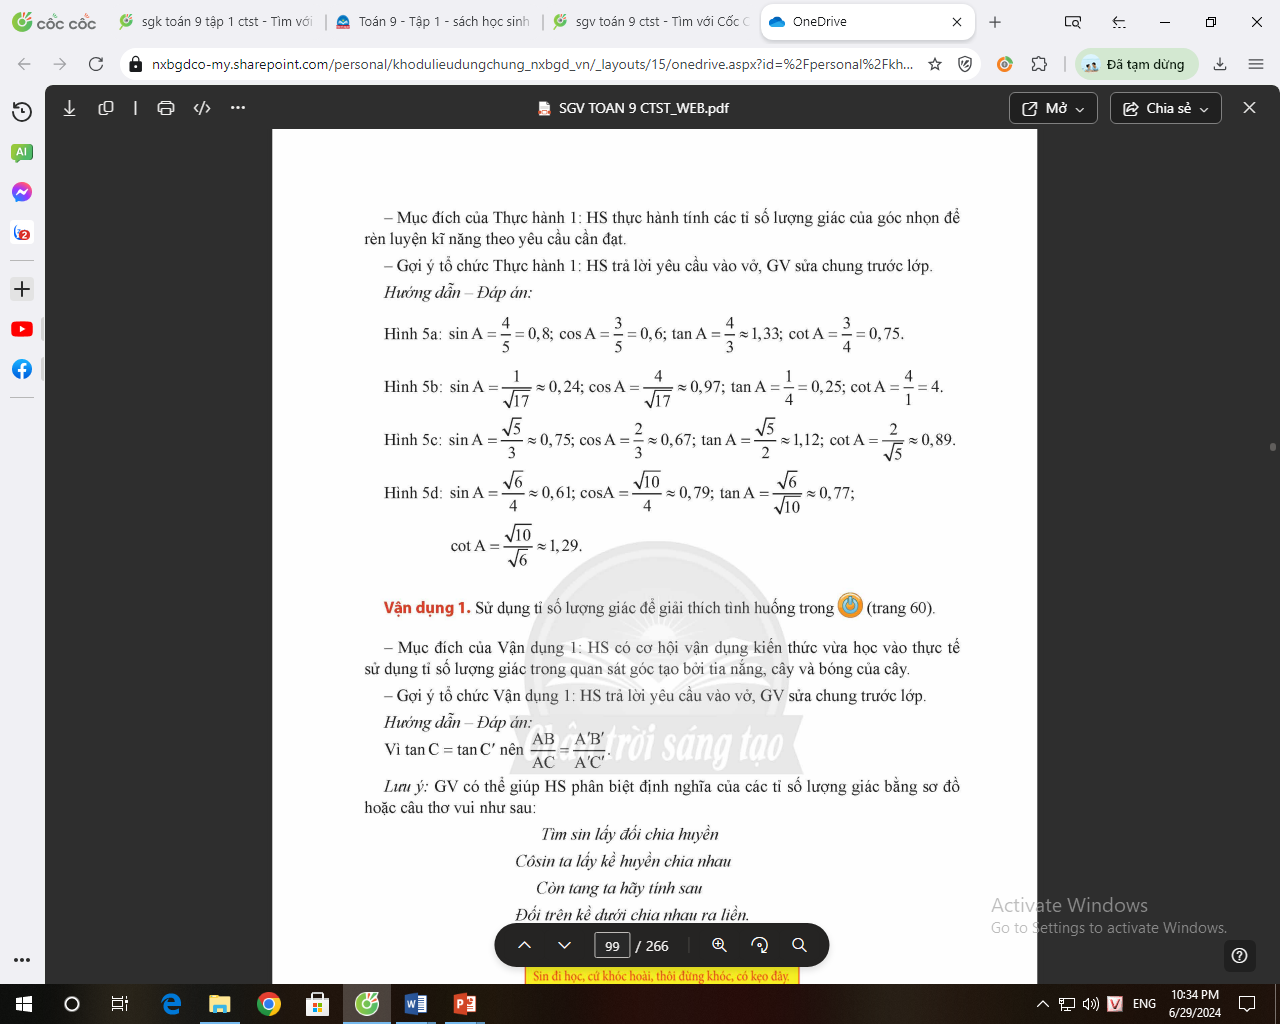 cốc cốc
sgk toán 9 tập 1 ctst - Tìm với
Toán 9 - Tập 1 - sách học sinh
sgv toán 9 ctst - Tìm với Cốc C
OneDrive
nxbgdco-my.sharepoint.com/personal/khodulieudungchung_nxbgd_vn/_layouts/15/onedrive.aspx?id=%2Fpersonal%2Fkh...
Đã tạm dừng
SGV TOAN 9 CTST_WEB.pdf
Mở
Chia sẻ
AI
2
– Mục đích của Thực hành 1: HS thực hành tính các tỉ số lượng giác của góc nhọn để
rèn luyện kĩ năng theo yêu cầu cần đạt.
– Gợi ý tổ chức Thực hành 1: HS trả lời yêu cầu vào vở, GV sửa chung trước lớp.
Hướng dẫn – Đáp án:
Hình 5a: sin A = 4/5 = 0,8; cos A = 3/5 = 0,6; tan A = 4/3 ≈ 1,33; cot A = 3/4 = 0,75.
Hình 5b: sin A = 1/√17 ≈ 0,24; cos A = 4/√17 ≈ 0,97; tan A = 1/4 = 0,25; cot A = 4/1 = 4.
Hình 5c: sin A = √5/3 ≈ 0,75; cos A = 2/3 ≈ 0,67; tan A = √5/2 ≈ 1,12; cot A = 2/√5 ≈ 0,89.
Hình 5d: sin A = √6/4 ≈ 0,61; cosA = √10/4 ≈ 0,79; tan A = √6/√10 ≈ 0,77;
cot A = √10/√6 ≈ 1,29.
Vận dụng 1. Sử dụng tỉ số lượng giác để giải thích tình huống trong (trang 60).
– Mục đích của Vận dụng 1: HS có cơ hội vận dụng kiến thức vừa học vào thực tế
sử dụng tỉ số lượng giác trong quan sát góc tạo bởi tia nắng, cây và bóng của cây.
– Gợi ý tổ chức Vận dụng 1: HS trả lời yêu cầu vào vở, GV sửa chung trước lớp.
Hướng dẫn – Đáp án:
Vì tan C = tan C′ nên AB/AC = A′B′/A′C′.
Chân trời sáng tạo
Lưu ý: GV có thể giúp HS phân biệt định nghĩa của các tỉ số lượng giác bằng sơ đồ
hoặc câu thơ vui như sau:
Tìm sin lấy đối chia huyền
Côsin ta lấy kề huyền chia nhau
Còn tang ta hãy tính sau
Đối trên kề dưới chia nhau ra liền.
Sin đi học, cứ khóc hoài, thôi đừng khóc, có kẹo đây.
99 / 266
Activate Windows
Go to Settings to activate Windows.
ENG
10:34 PM
6/29/2024